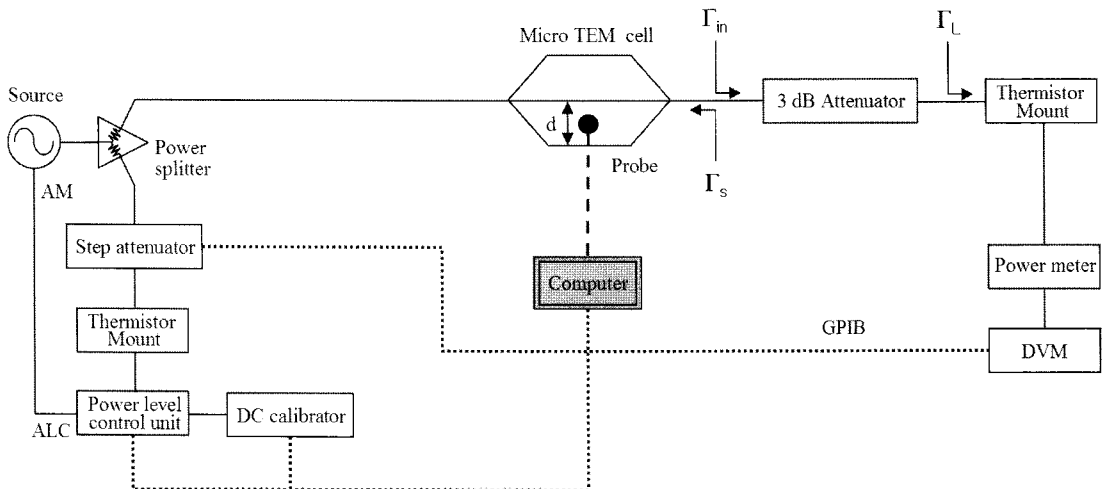 Micro TEM cell
Γin
ΓL
Source
3 dB Attenuator
Thermistor
Mount
d
Power
splitter
Probe
Γs
AM
Step attenuator
Computer
Power meter
Thermistor
Mount
GPIB
DVM
Power level
control unit
DC calibrator
ALC